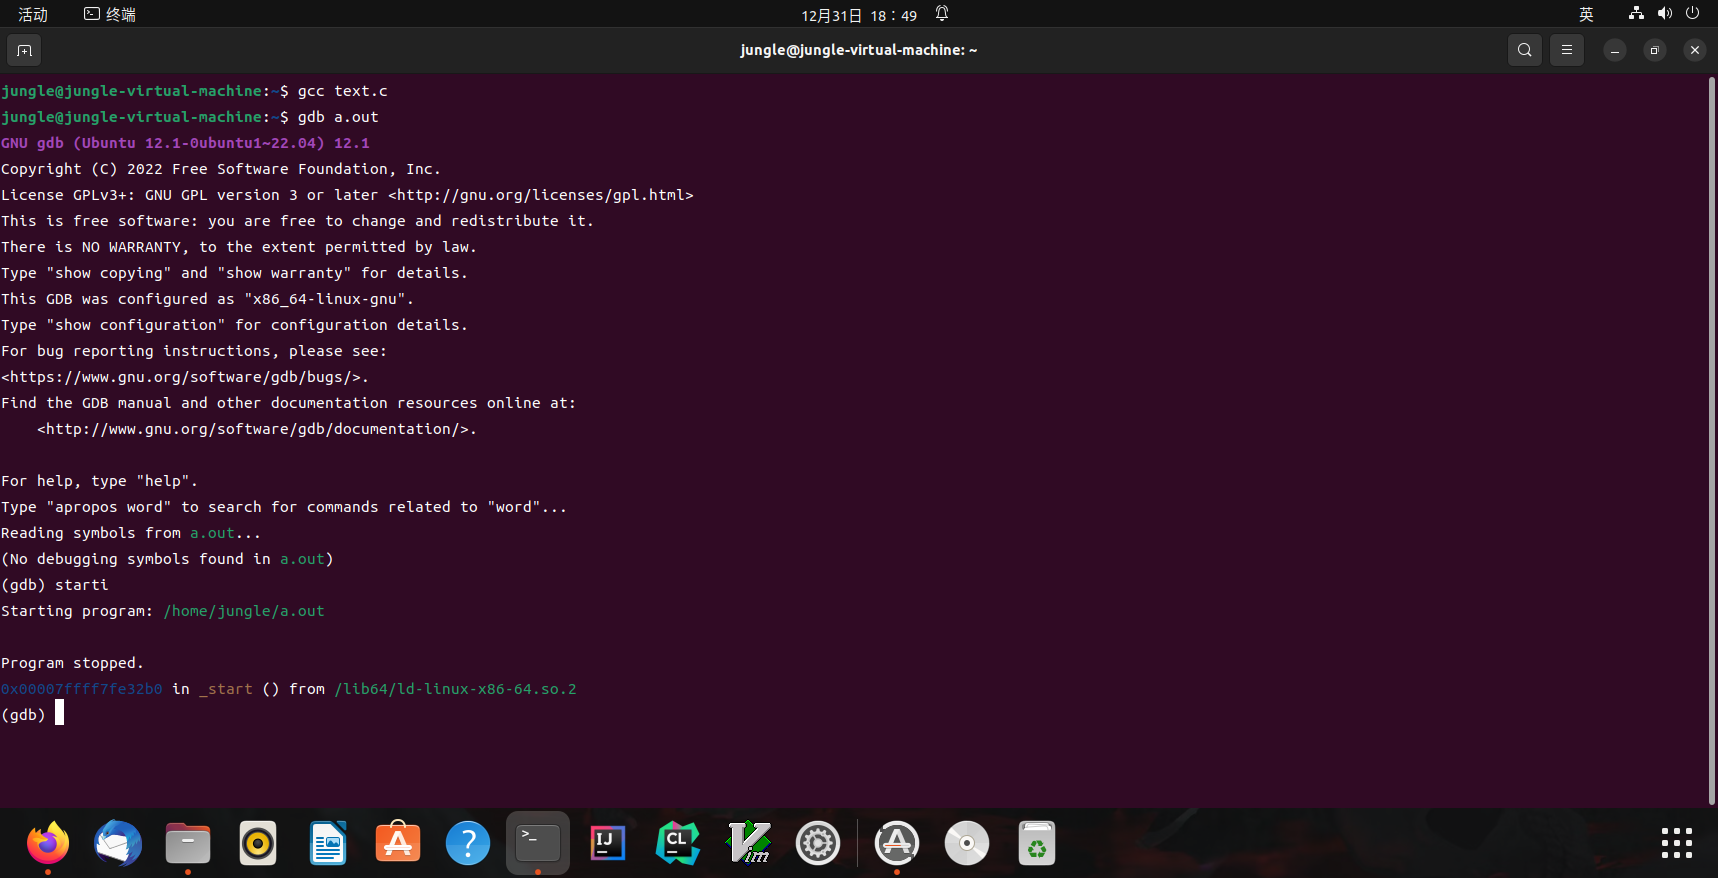 活动 终端 12月31日 18：49 英
jungle@jungle-virtual-machine: ~
jungle@jungle-virtual-machine:~$ gcc text.c
jungle@jungle-virtual-machine:~$ gdb a.out
GNU gdb (Ubuntu 12.1-0ubuntu1~22.04) 12.1
Copyright (C) 2022 Free Software Foundation, Inc.
License GPLv3+: GNU GPL version 3 or later <http://gnu.org/licenses/gpl.html>
This is free software: you are free to change and redistribute it.
There is NO WARRANTY, to the extent permitted by law.
Type "show copying" and "show warranty" for details.
This GDB was configured as "x86_64-linux-gnu".
Type "show configuration" for configuration details.
For bug reporting instructions, please see:
<https://www.gnu.org/software/gdb/bugs/>.
Find the GDB manual and other documentation resources online at:
    <http://www.gnu.org/software/gdb/documentation/>.
For help, type "help".
Type "apropos word" to search for commands related to "word"...
Reading symbols from a.out...
(No debugging symbols found in a.out)
(gdb) starti
Starting program: /home/jungle/a.out
Program stopped.
0x00007ffff7fe32b0 in _start () from /lib64/ld-linux-x86-64.so.2
(gdb)
>_ IJ CL Vim